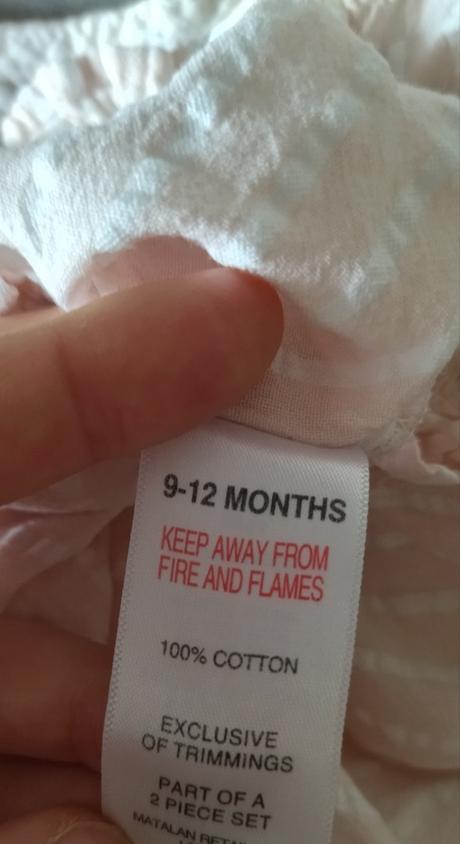 9-12 MONTHS
KEEP AWAY FROM
FIRE AND FLAMES
100% COTTON
EXCLUSIVE
OF TRIMMINGS
PART OF A
2 PIECE SET
MATALAN